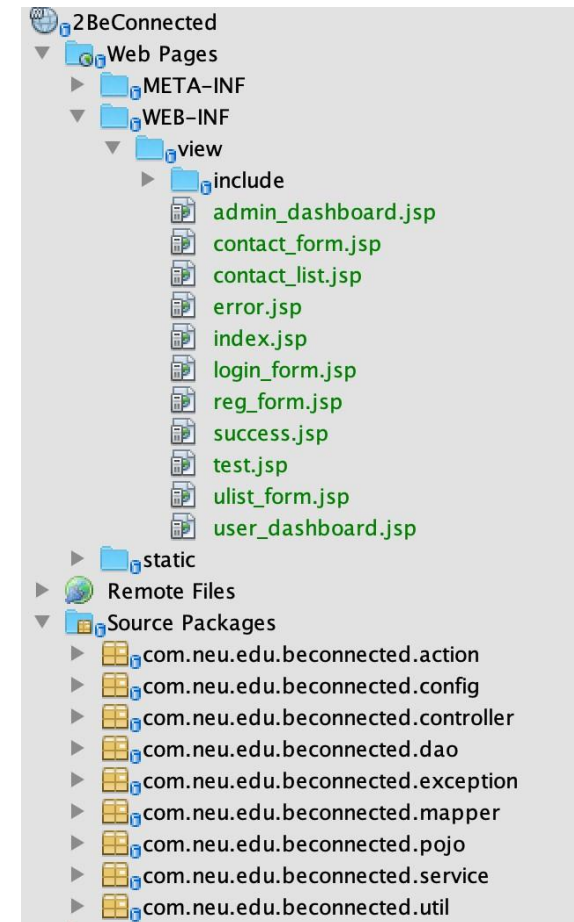 2BeConnected
Web Pages
META-INF
WEB-INF
view
include
admin_dashboard.jsp
contact_form.jsp
contact_list.jsp
error.jsp
index.jsp
login_form.jsp
reg_form.jsp
success.jsp
test.jsp
ulist_form.jsp
user_dashboard.jsp
static
Remote Files
Source Packages
com.neu.edu.beconnected.action
com.neu.edu.beconnected.config
com.neu.edu.beconnected.controller
com.neu.edu.beconnected.dao
com.neu.edu.beconnected.exception
com.neu.edu.beconnected.mapper
com.neu.edu.beconnected.pojo
com.neu.edu.beconnected.service
com.neu.edu.beconnected.util